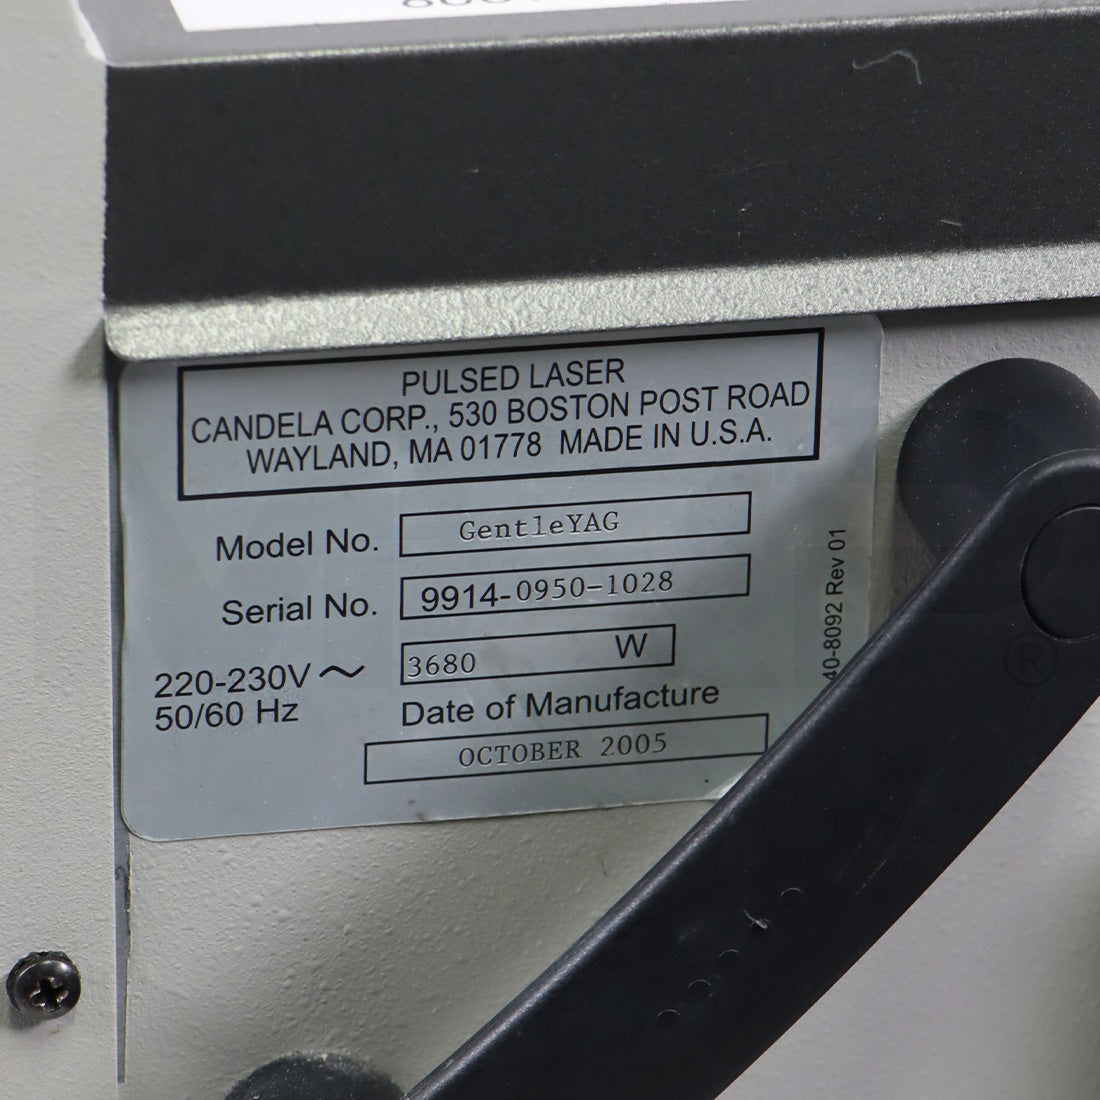 PULSED LASER
CANDELA CORP., 530 BOSTON POST ROAD
WAYLAND, MA 01778 MADE IN U.S.A.
Model No. GentleYAG
Serial No. 9914-0950-1028
220-230V ~ 3680 W
50/60 Hz
Date of Manufacture
OCTOBER 2005
40-8092 Rev 01
®